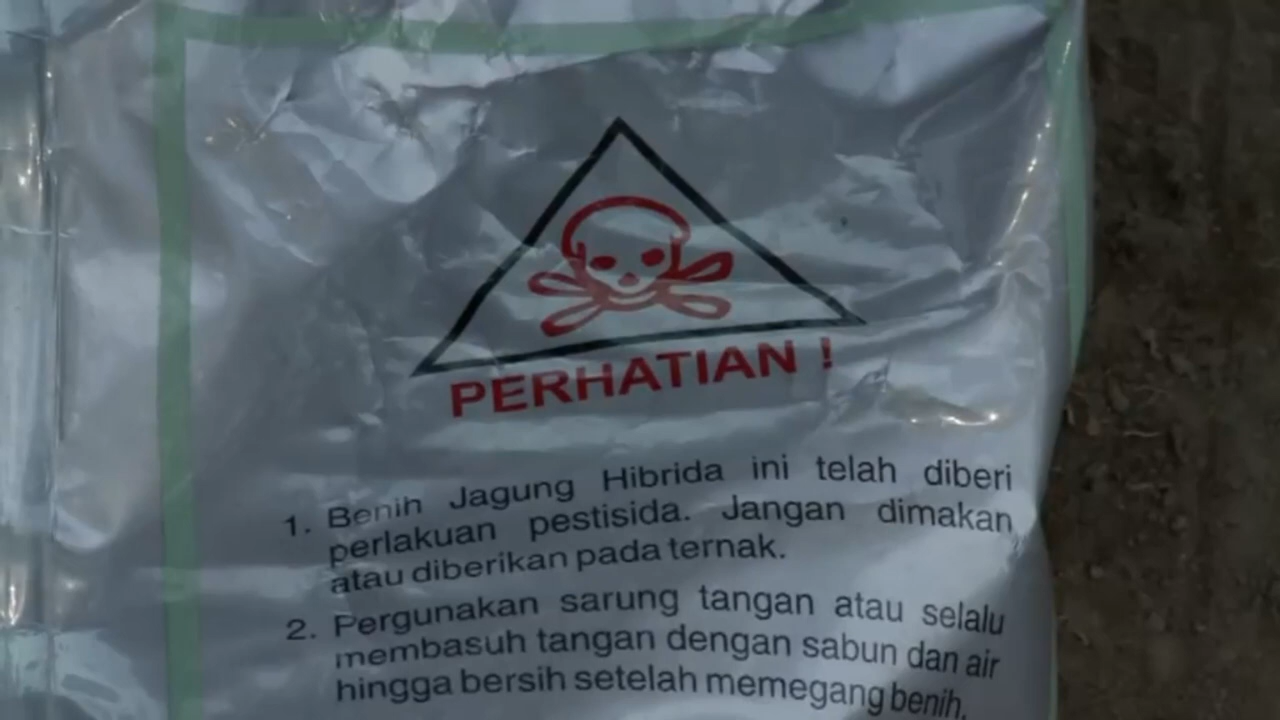 PERHATIAN !
1. Benih Jagung Hibrida ini telah diberi
perlakuan pestisida. Jangan dimakan
atau diberikan pada ternak.
2. Pergunakan sarung tangan atau selalu
membasuh tangan dengan sabun dan air
hingga bersih setelah memegang benih.